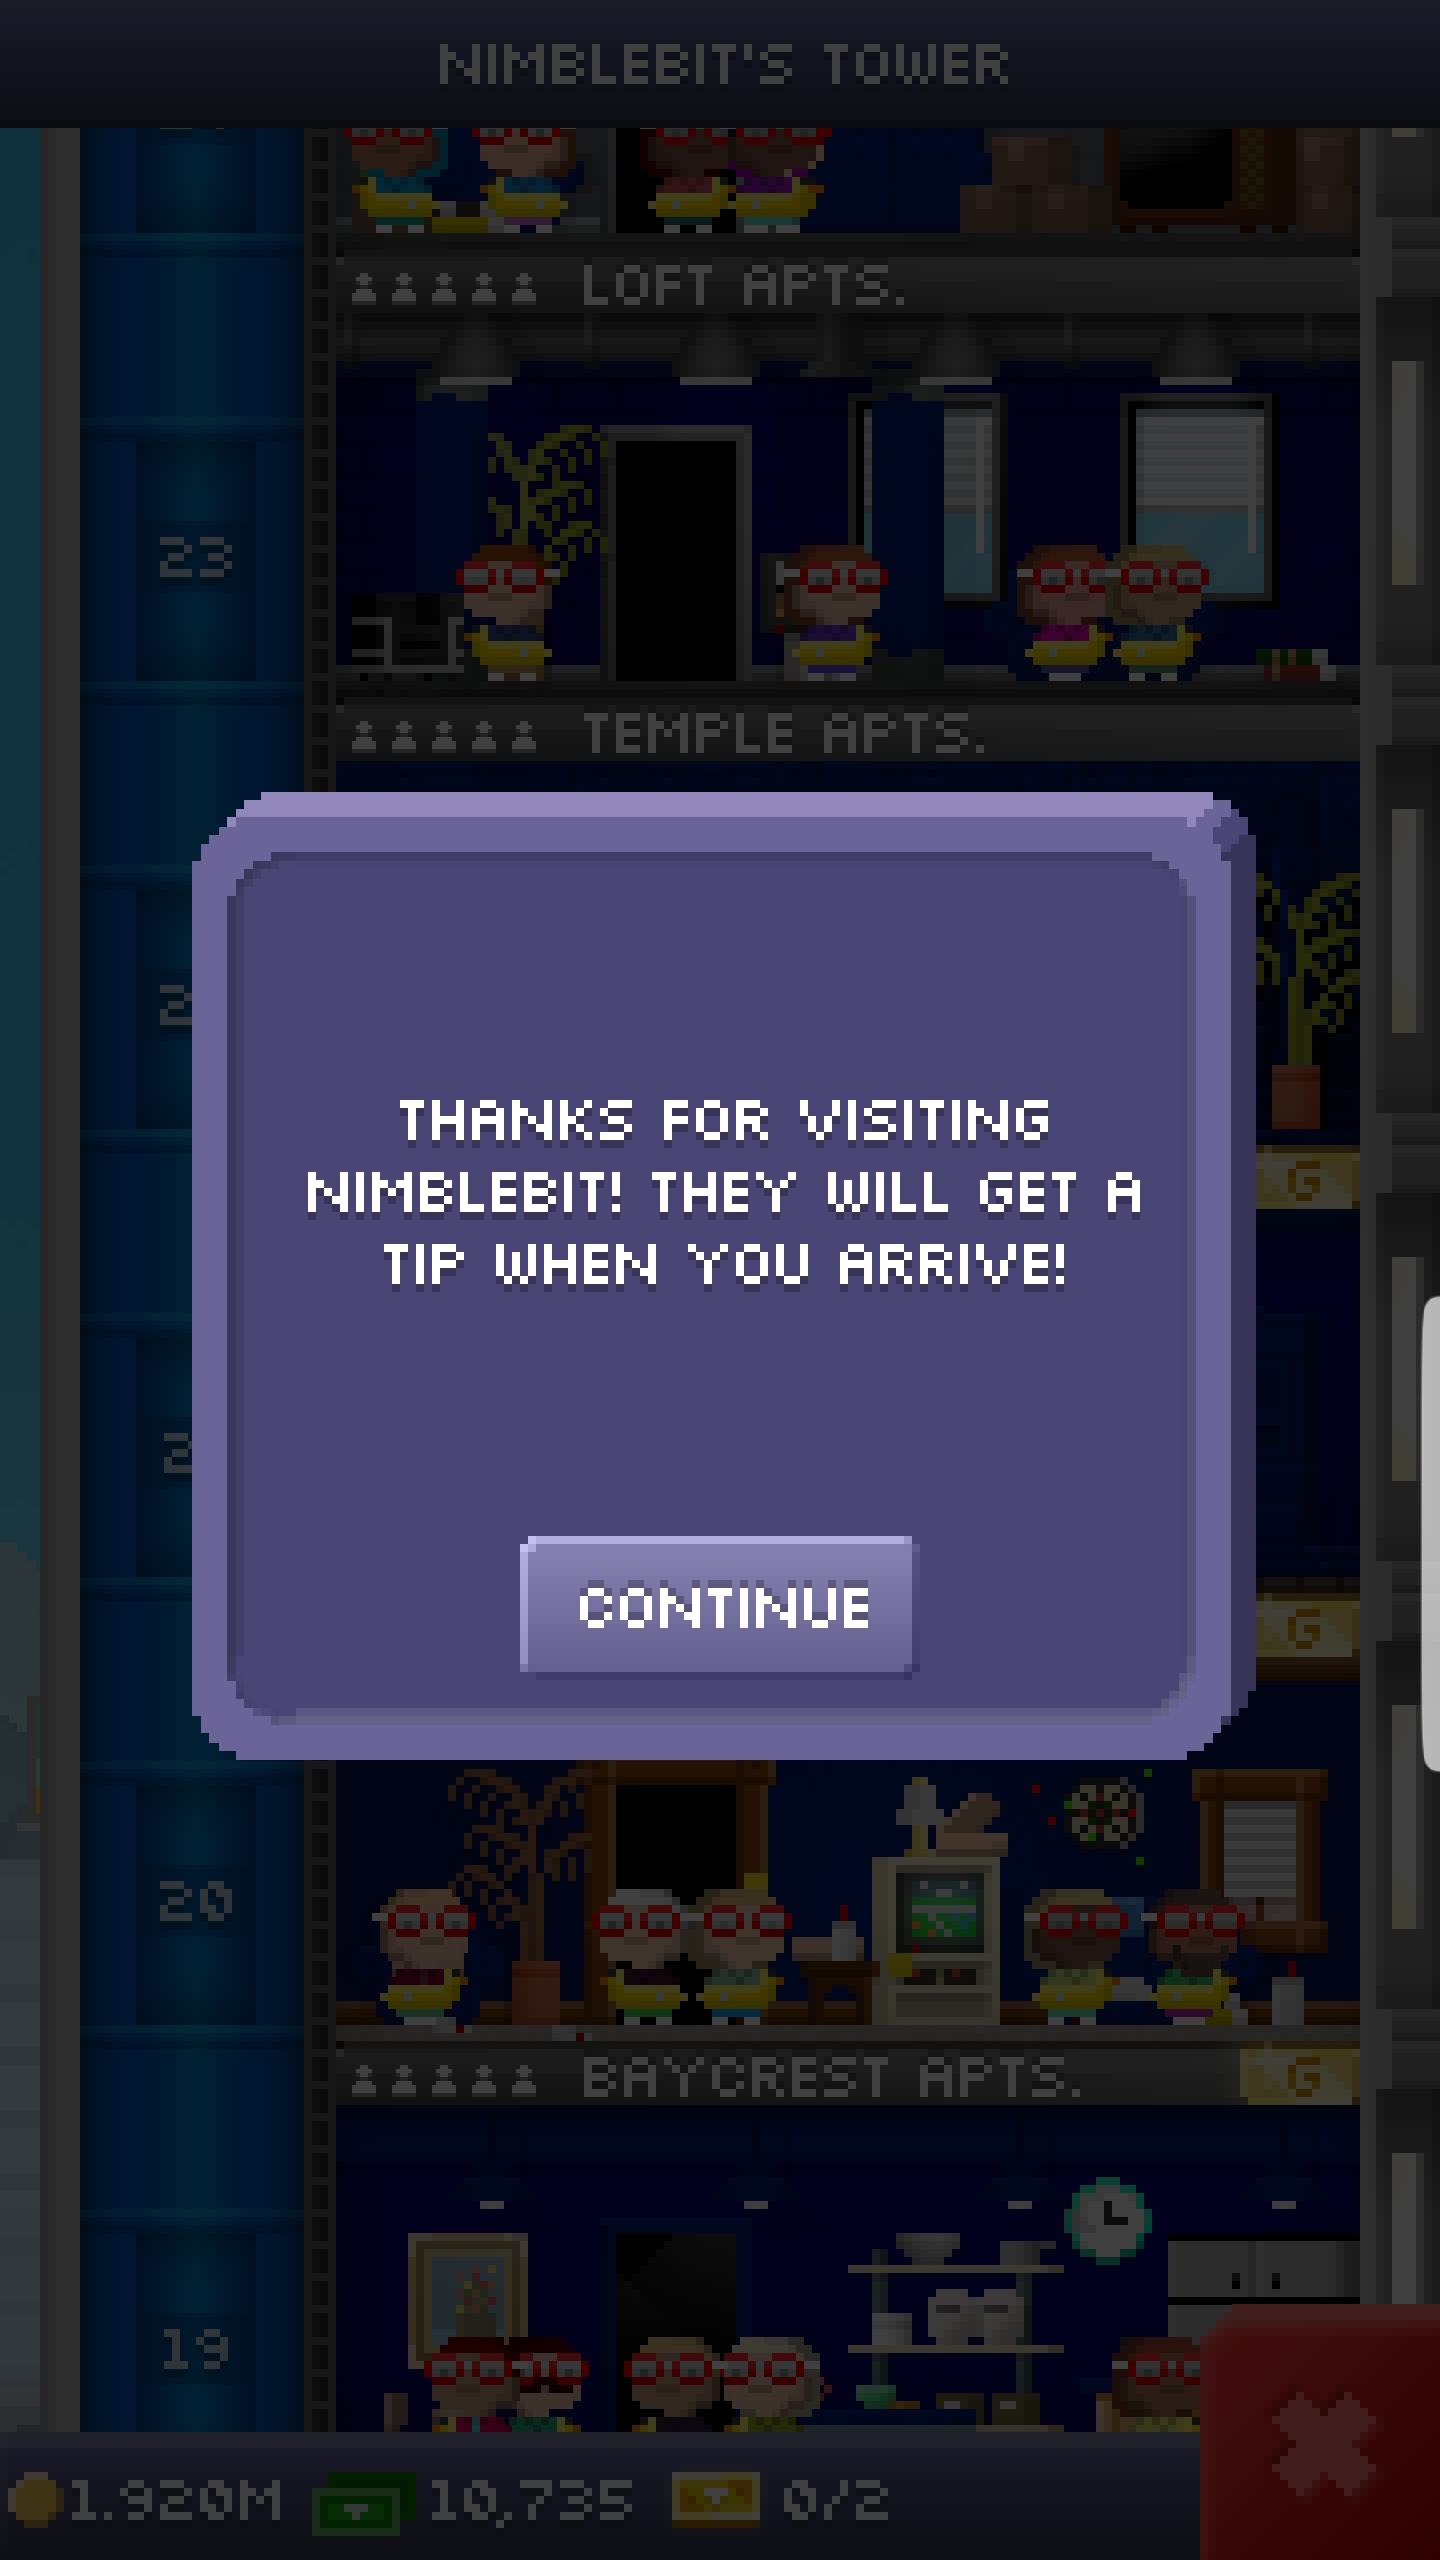 NIMBLEBIT'S TOWER
LOFT APTS.
23
TEMPLE APTS.
THANKS FOR VISITING
NIMBLEBIT! THEY WILL GET A
TIP WHEN YOU ARRIVE!
G
CONTINUE
G
20
BAYCREST APTS.
G
19
1.920M
10,735
0/2